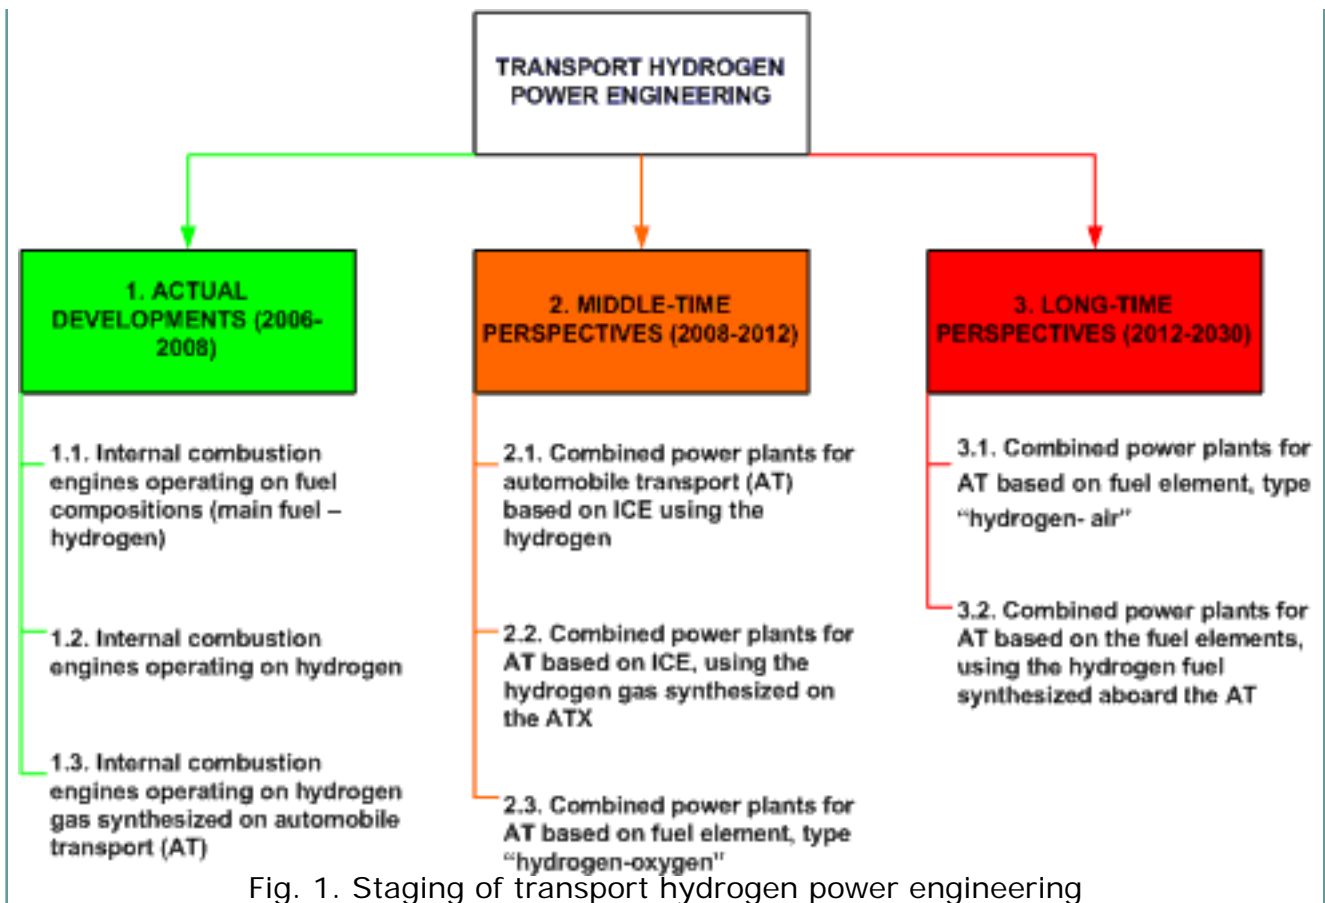 TRANSPORT HYDROGEN
POWER ENGINEERING
1. ACTUAL
DEVELOPMENTS (2006-
2008)
1.1. Internal combustion
engines operating on fuel
compositions (main fuel –
hydrogen)
1.2. Internal combustion
engines operating on hydrogen
1.3. Internal combustion
engines operating on hydrogen
gas synthesized on automobile
transport (AT)
2. MIDDLE-TIME
PERSPECTIVES (2008-2012)
2.1. Combined power plants for
automobile transport (AT)
based on ICE using the
hydrogen
2.2. Combined power plants for
AT based on ICE, using the
hydrogen gas synthesized on
the ATX
2.3. Combined power plants for
AT based on fuel element, type
“hydrogen-oxygen”
3. LONG-TIME
PERSPECTIVES (2012-2030)
3.1. Combined power plants for
AT based on fuel element, type
“hydrogen- air”
3.2. Combined power plants for
AT based on the fuel elements,
using the hydrogen fuel
synthesized aboard the AT
Fig. 1. Staging of transport hydrogen power engineering